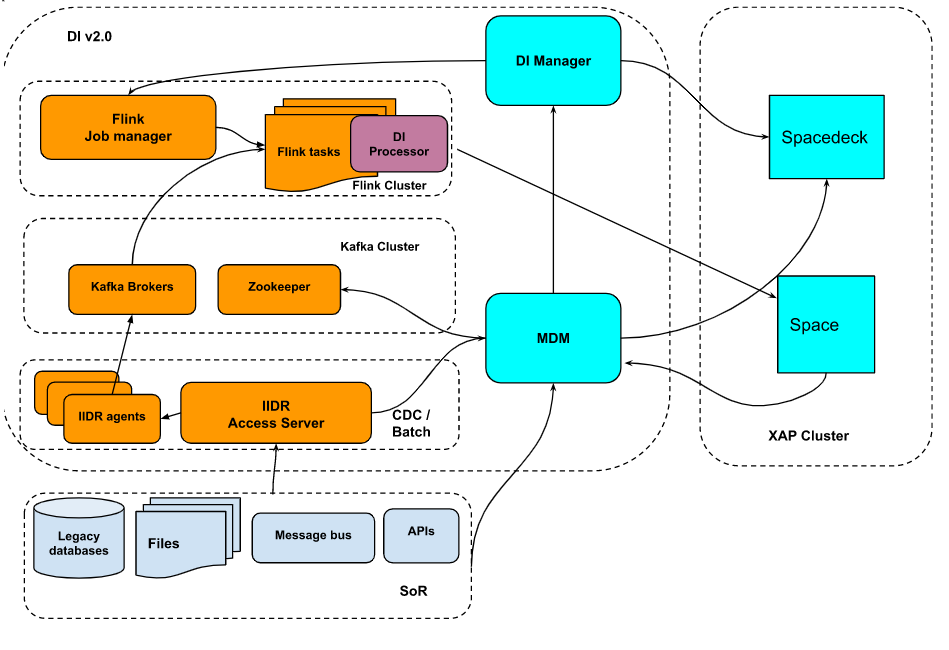 DI v2.0
DI Manager
Flink
Job manager
Flink tasks
DI
Processor
Flink Cluster
Spacedeck
Kafka Cluster
Kafka Brokers
Zookeeper
MDM
Space
IIDR agents
IIDR
Access Server
CDC /
Batch
XAP Cluster
Legacy
databases
Files
Message bus
APIs
SoR